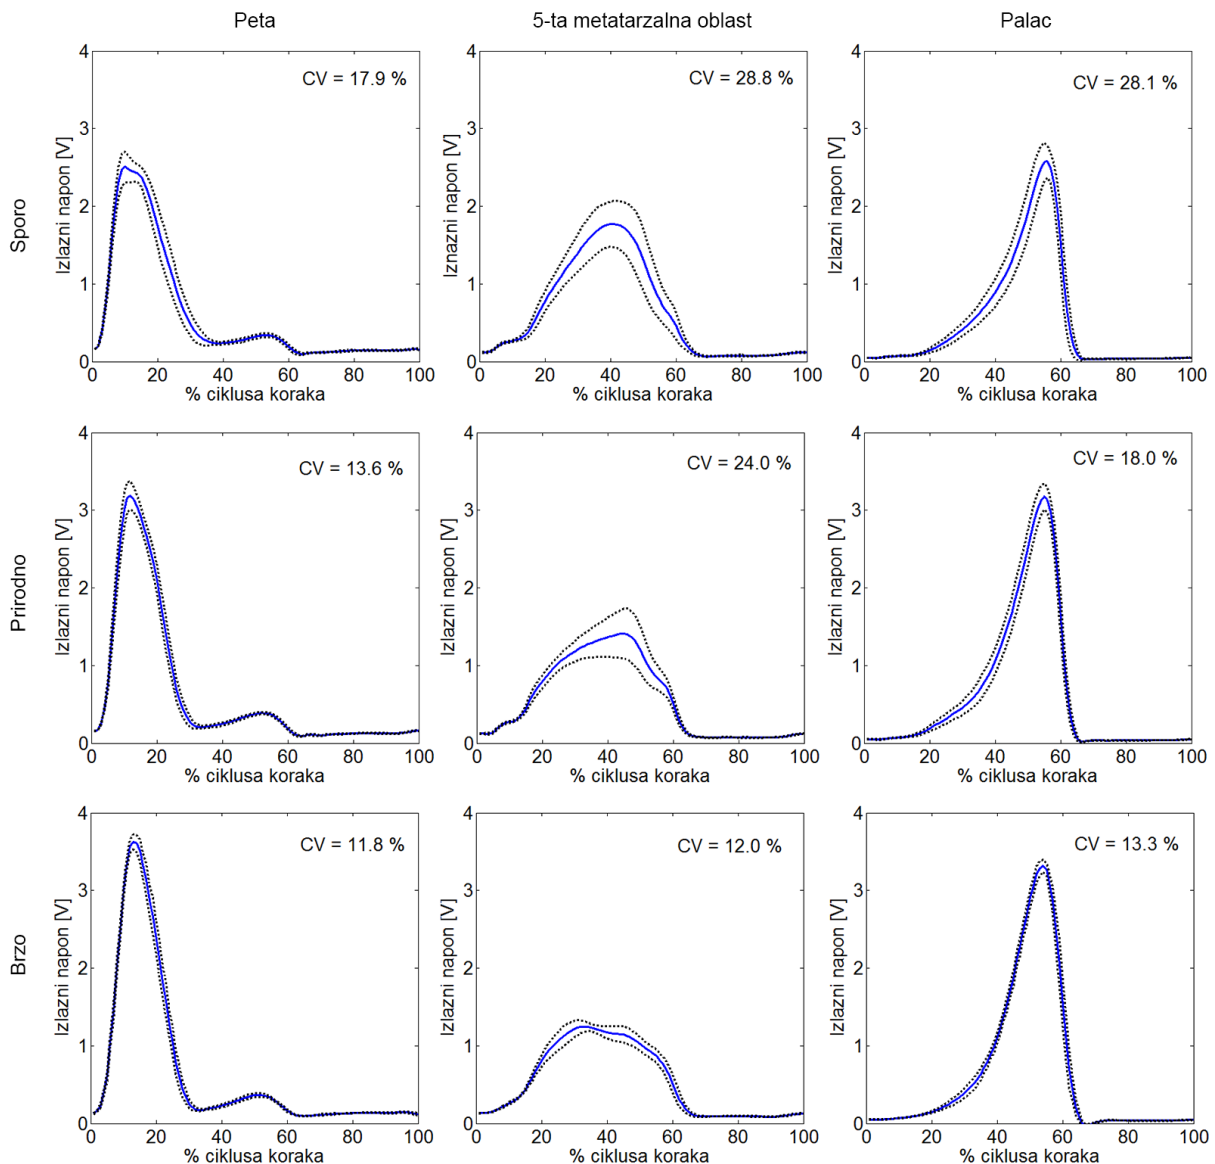 Peta 5-ta metatarzalna oblast Palac
Sporo
Izlazni napon [V]
4
3
2
1
0
CV = 17.9 %
0 20 40 60 80 100
% ciklusa koraka
Iznazni napon [V]
4
3
2
1
0
CV = 28.8 %
0 20 40 60 80 100
% ciklusa koraka
Izlazni napon [V]
4
3
2
1
0
CV = 28.1 %
0 20 40 60 80 100
% ciklusa koraka
Prirodno
Izlazni napon [V]
4
3
2
1
0
CV = 13.6 %
0 20 40 60 80 100
% ciklusa koraka
Izlazni napon [V]
4
3
2
1
0
CV = 24.0 %
0 20 40 60 80 100
% ciklusa koraka
Izlazni napon [V]
4
3
2
1
0
CV = 18.0 %
0 20 40 60 80 100
% ciklusa koraka
Brzo
Izlazni napon [V]
4
3
2
1
0
CV = 11.8 %
0 20 40 60 80 100
% ciklusa koraka
Izlazni napon [V]
4
3
2
1
0
CV = 12.0 %
0 20 40 60 80 100
% ciklusa koraka
Izlazni napon [V]
4
3
2
1
0
CV = 13.3 %
0 20 40 60 80 100
% ciklusa koraka